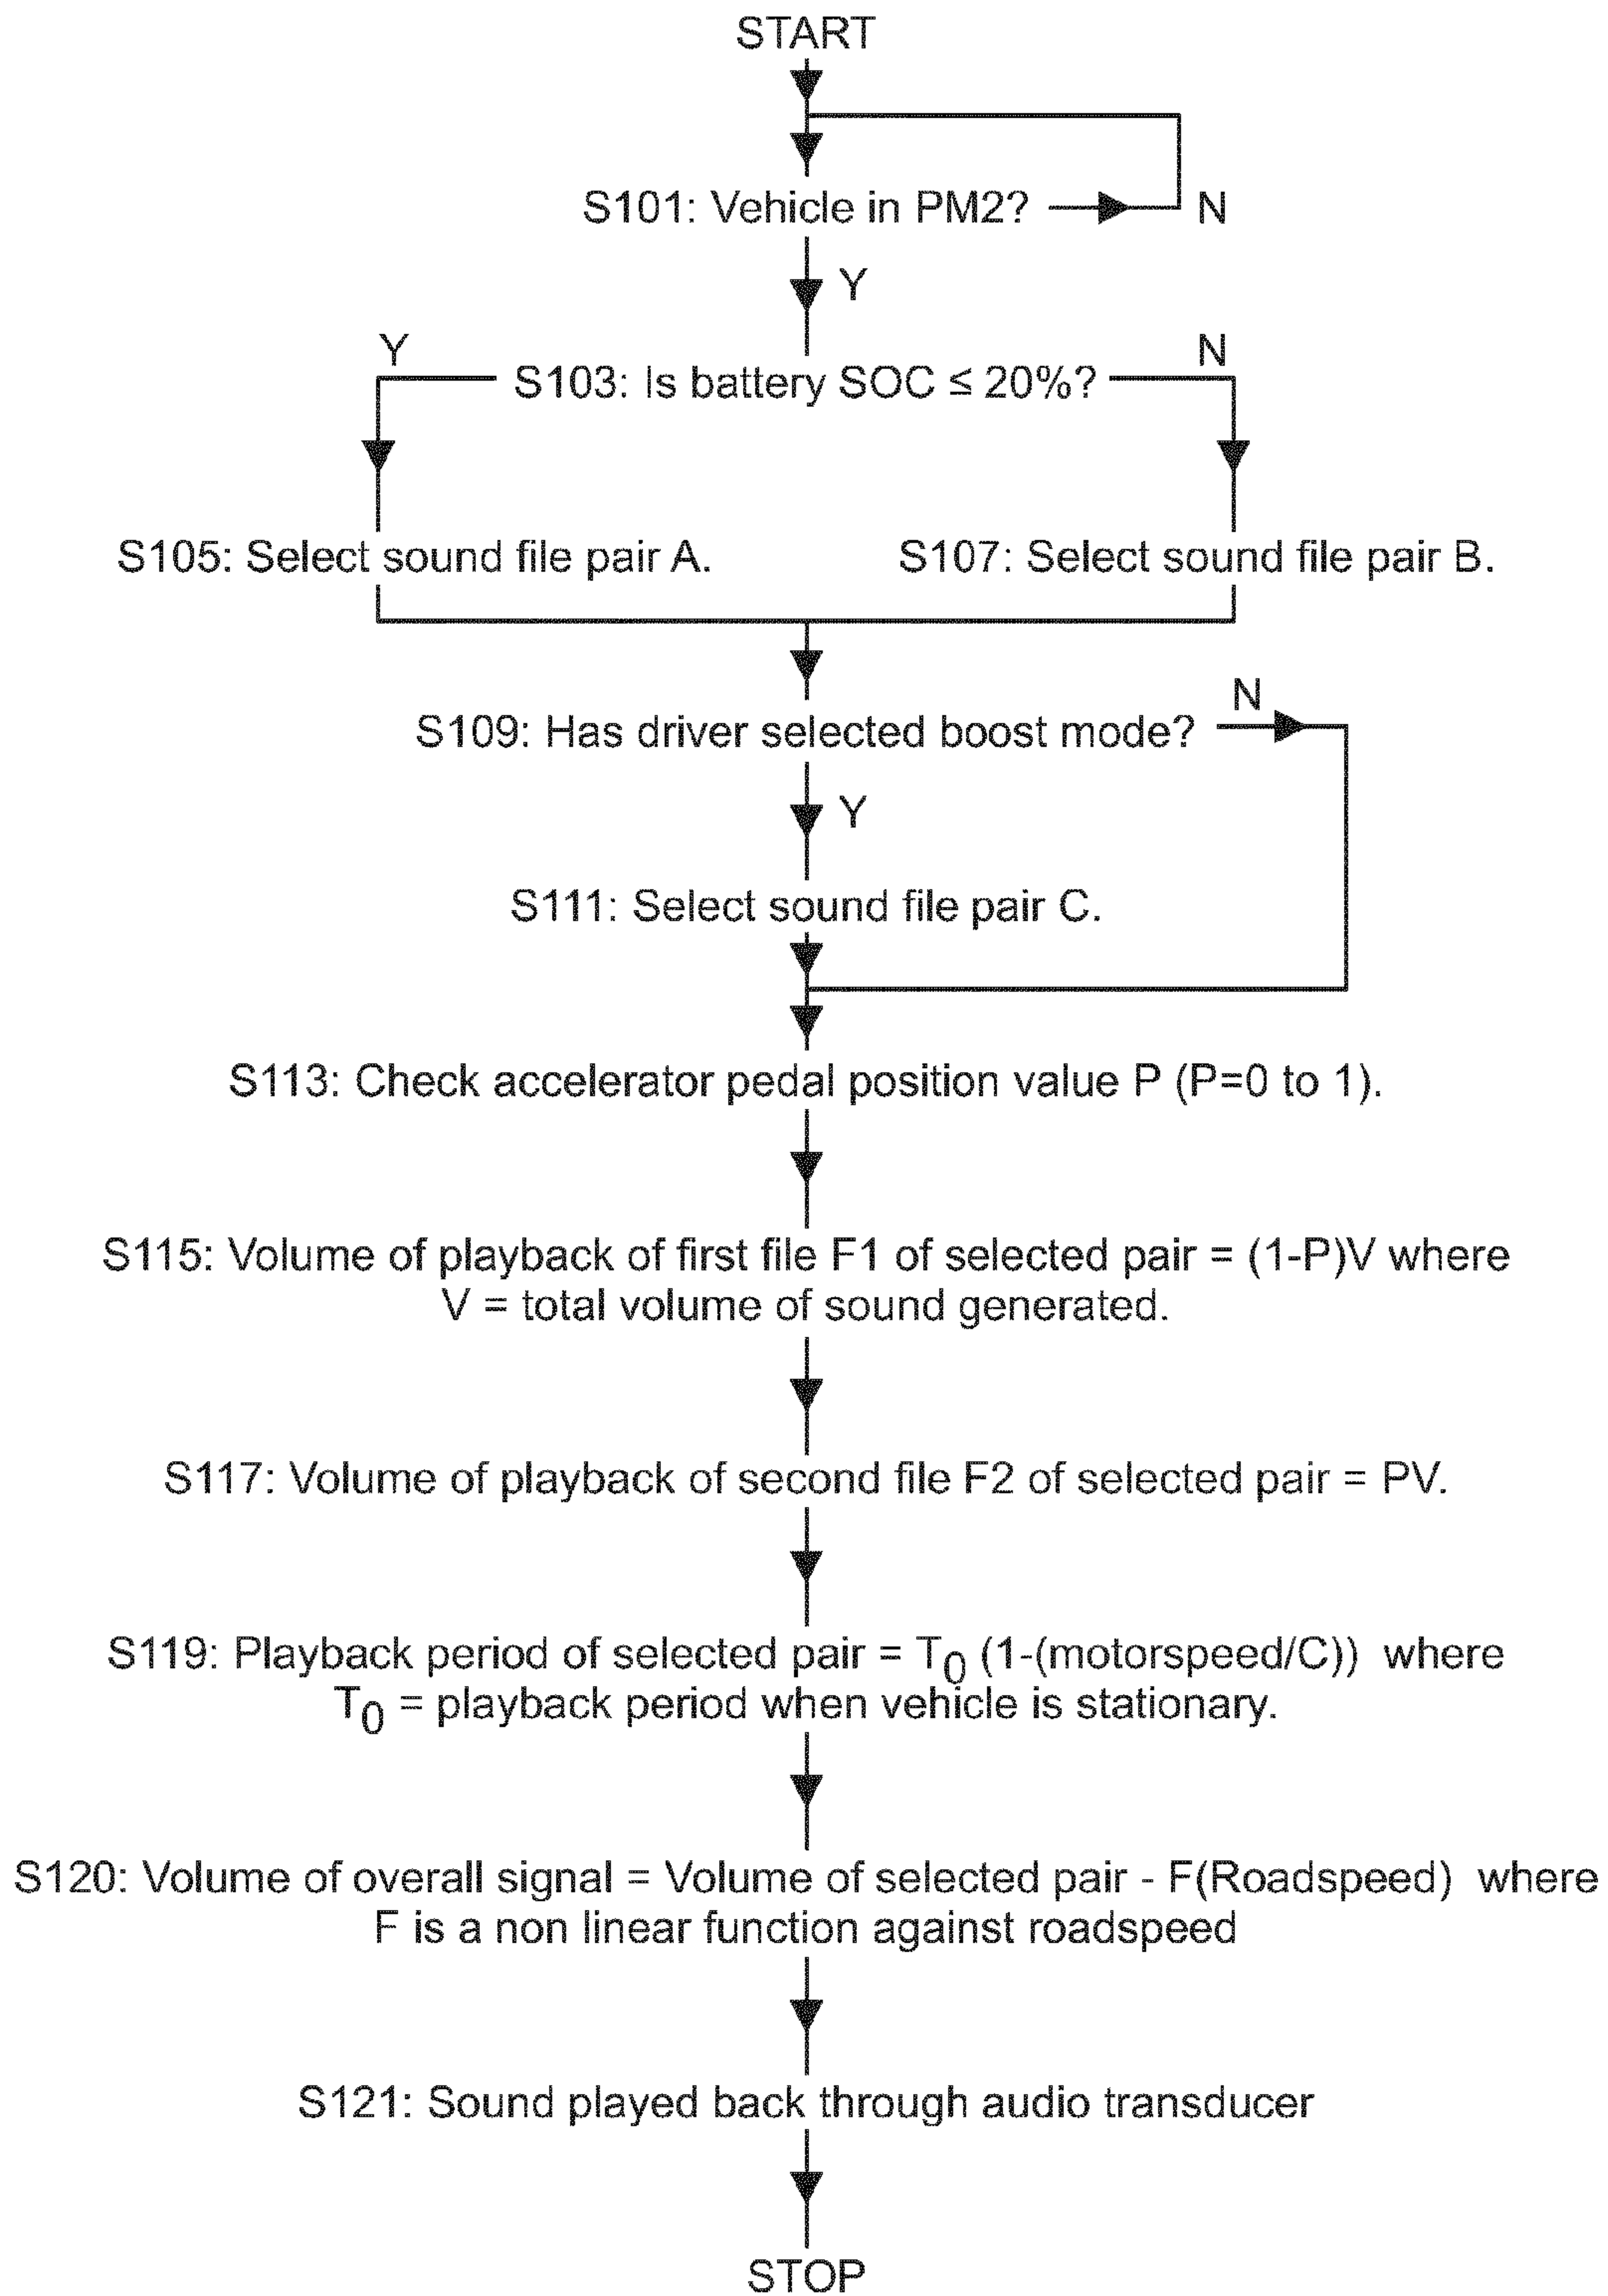 START
S101: Vehicle in PM2?
N
Y
Y
N
S103: Is battery SOC ≤ 20%?
S105: Select sound file pair A.
S107: Select sound file pair B.
N
S109: Has driver selected boost mode?
Y
S111: Select sound file pair C.
S113: Check accelerator pedal position value P (P=0 to 1).
S115: Volume of playback of first file F1 of selected pair = (1-P)V where
V = total volume of sound generated.
S117: Volume of playback of second file F2 of selected pair = PV.
S119: Playback period of selected pair = T₀ (1-(motorspeed/C)) where
T₀ = playback period when vehicle is stationary.
S120: Volume of overall signal = Volume of selected pair - F(Roadspeed) where
F is a non linear function against roadspeed
S121: Sound played back through audio transducer
STOP